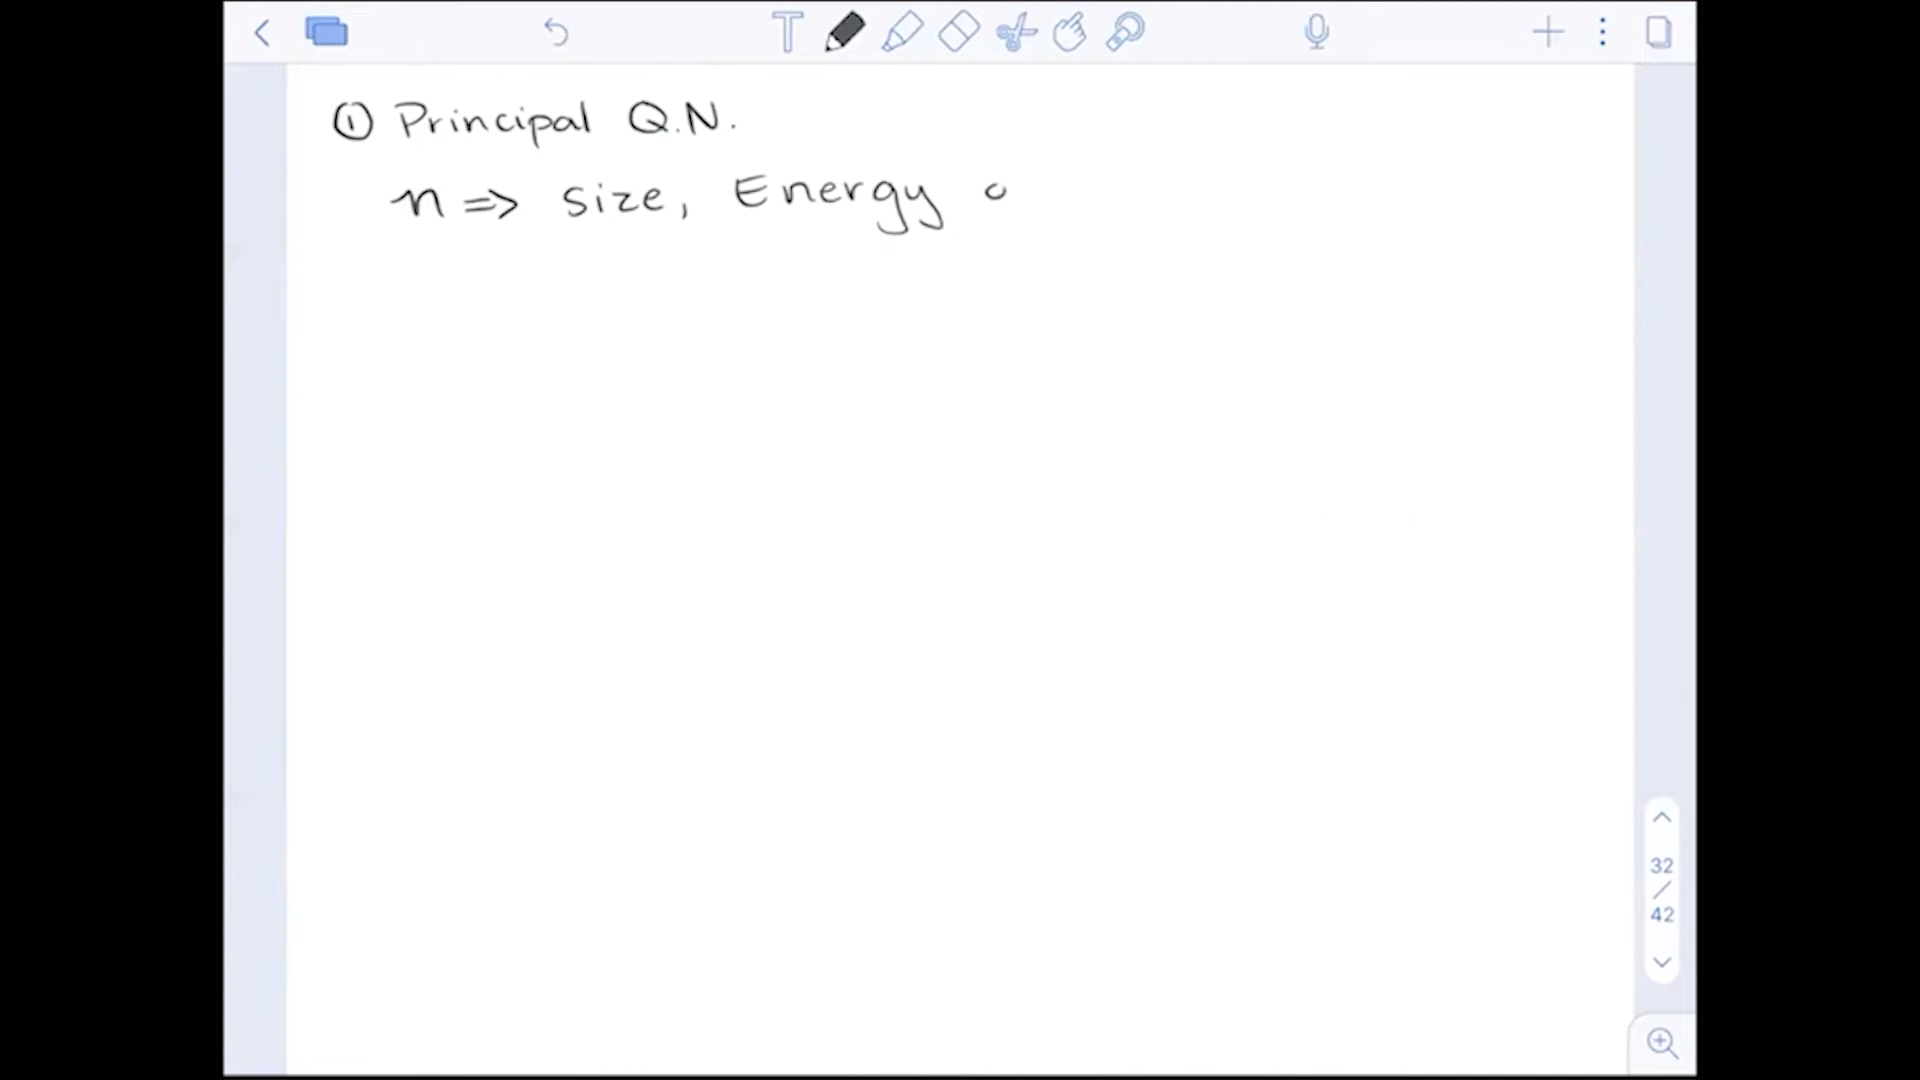 ① Principal Q.N.
n => size, Energy o
32
/
42